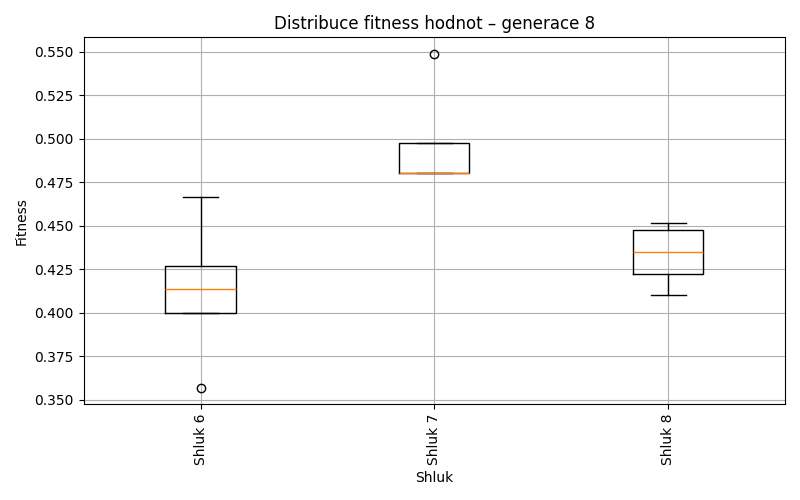 Distribuce fitness hodnot – generace 8
Fitness
0.550
0.525
0.500
0.475
0.450
0.425
0.400
0.375
0.350
Shluk 6
Shluk 7
Shluk 8
Shluk